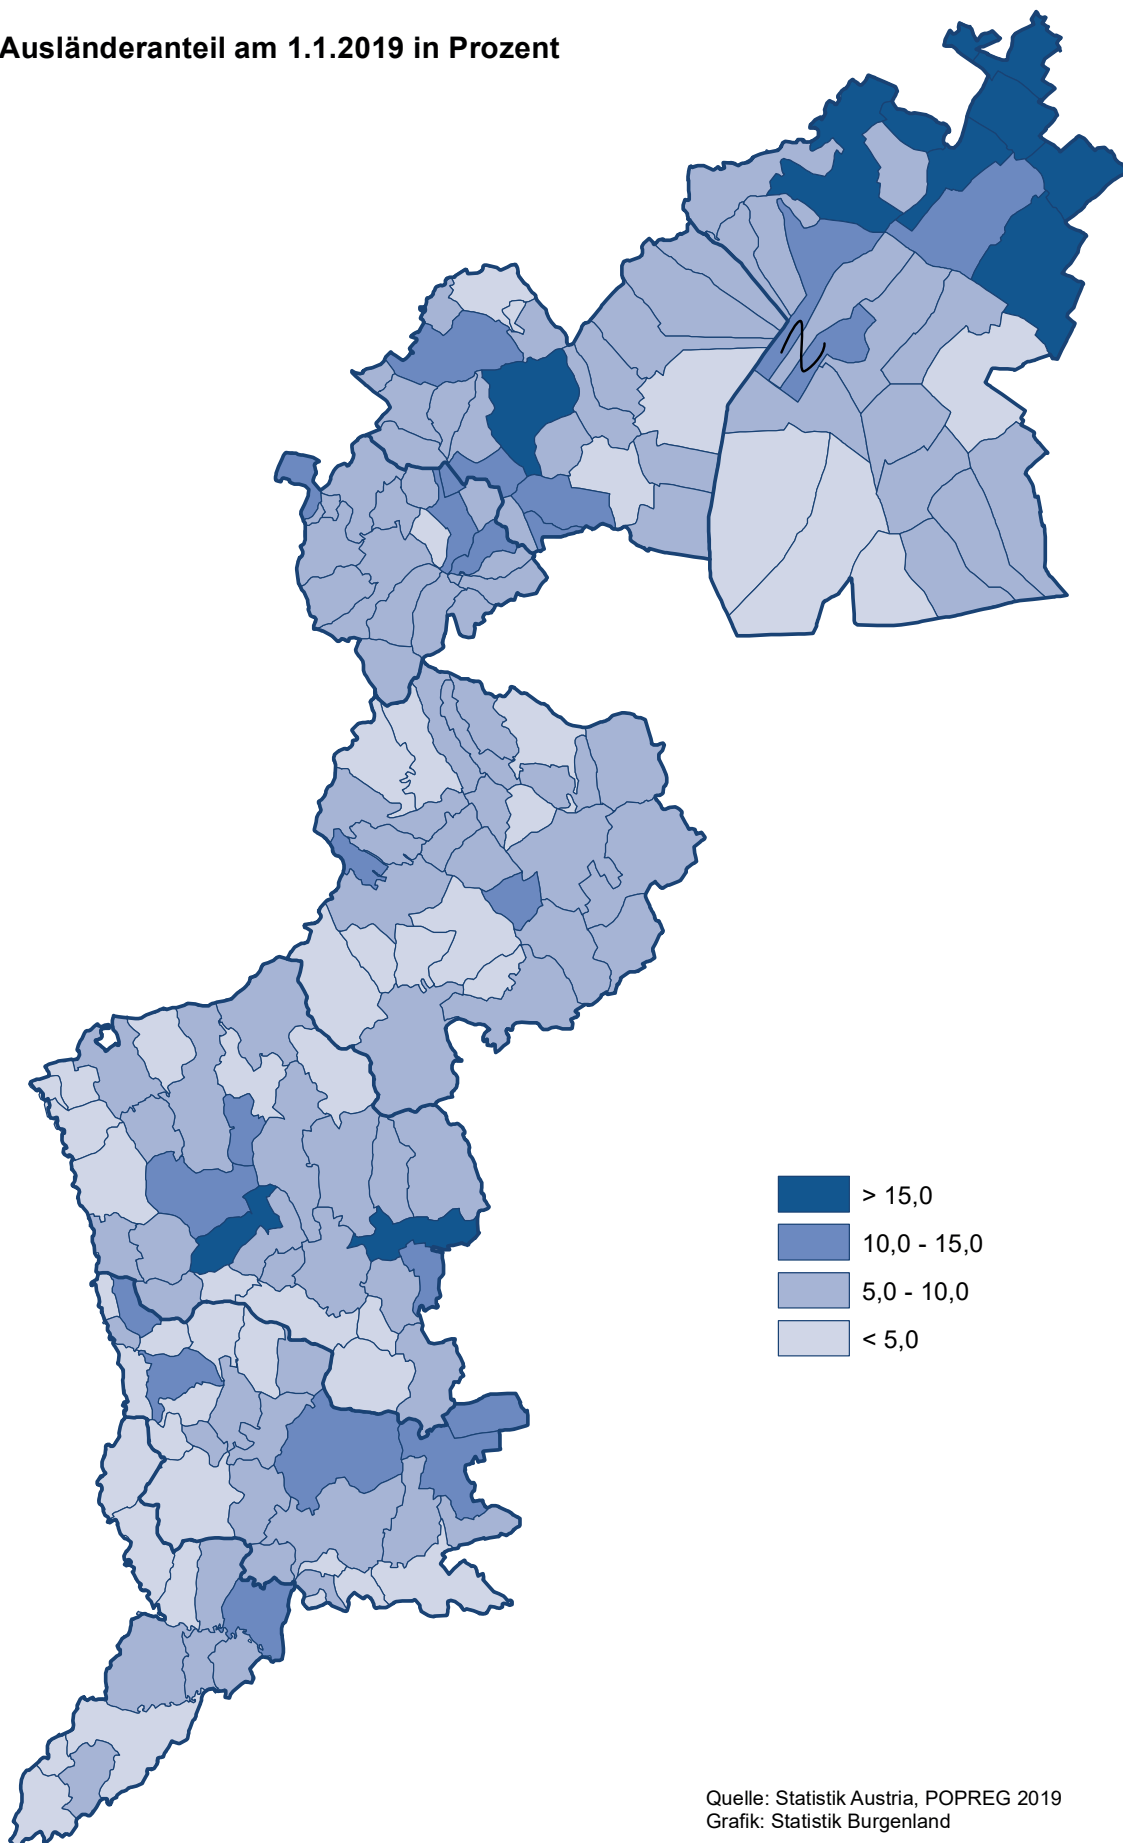 Ausländeranteil am 1.1.2019 in Prozent
> 15,0
10,0 - 15,0
5,0 - 10,0
< 5,0
Quelle: Statistik Austria, POPREG 2019
Grafik: Statistik Burgenland